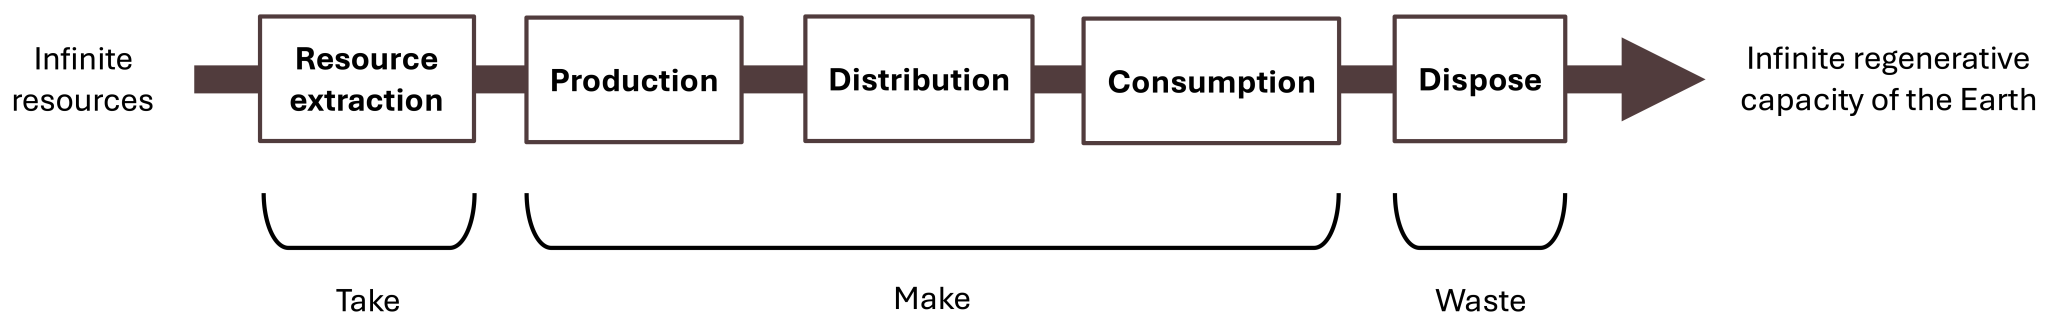 Infinite
resources
Resource
extraction
Production
Distribution
Consumption
Dispose
Infinite regenerative
capacity of the Earth
Take
Make
Waste